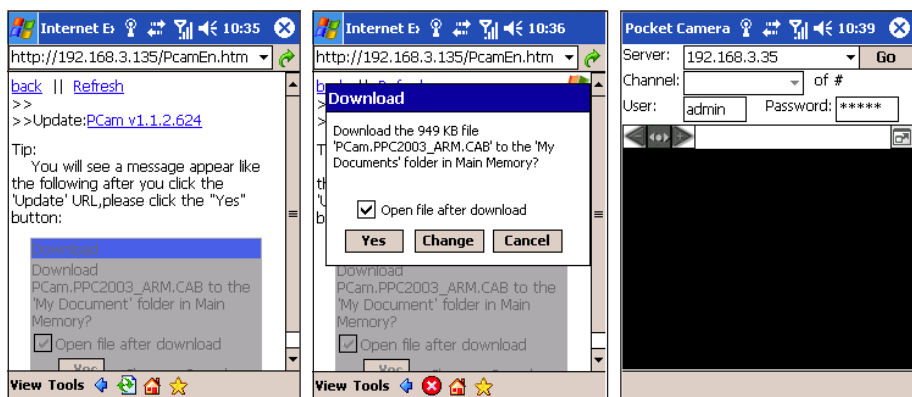 Internet Ex 10:35
http://192.168.3.135/PcamEn.htm
back || Refresh
>>
>>Update:PCam v1.1.2.624
Tip:
You will see a message appear like
the following after you click the
'Update' URL,please click the "Yes"
button:
Download
Download
PCam.PPC2003_ARM.CAB to the
'My Document' folder in Main
Memory?
Open file after download
Yes
View Tools
Internet Ex 10:36
http://192.168.3.135/PcamEn.htm
Download
Download the 949 KB file
'PCam.PPC2003_ARM.CAB' to the 'My
Documents' folder in Main Memory?
Open file after download
Yes Change Cancel
Download
PCam.PPC2003_ARM.CAB to the
'My Document' folder in Main
Memory?
Open file after download
View Tools
Pocket Camera 10:39
Server: 192.168.3.35 Go
Channel: of #
User: admin Password: *****